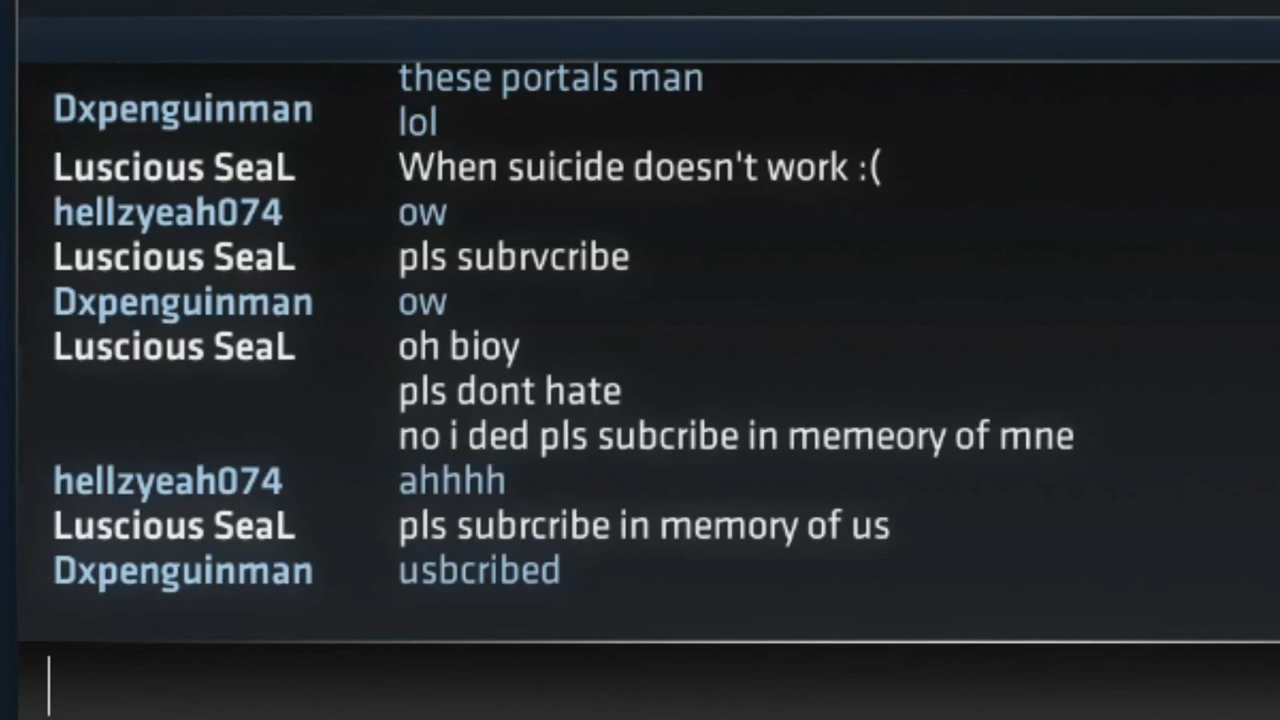 these portals man
Dxpenguinman lol
Luscious SeaL When suicide doesn't work :(
hellzyeah074 ow
Luscious SeaL pls subrvcribe
Dxpenguinman ow
Luscious SeaL oh bioy
pls dont hate
no i ded pls subcribe in memeory of mne
hellzyeah074 ahhhh
Luscious SeaL pls subrcribe in memory of us
Dxpenguinman usbcribed